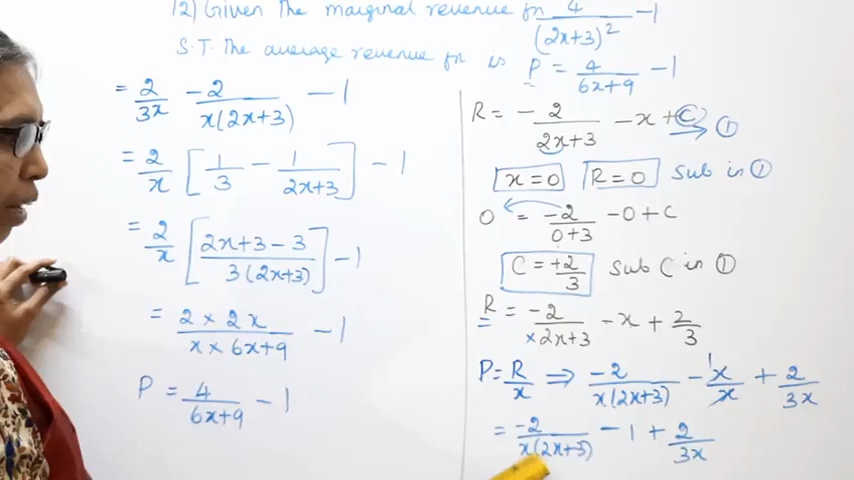 12) Given the marginal revenue fn 4/(2x+3)² - 1
S.T. The average revenue fn is P = 4/(6x+9) - 1
R = - 2/(2x+3) - x + C → ①
x = 0 R = 0 Sub in ①
0 = -2/(0+3) - 0 + C
C = +2/3 Sub C in ①
R = -2/(2x+3) - x + 2/3
P = R/x ⇒ -2/(x(2x+3)) - x/x + 2/(3x)
= -2/(x(2x+3)) - 1 + 2/(3x)
= 2/(3x) - 2/(x(2x+3)) - 1
= 2/x [ 1/3 - 1/(2x+3) ] - 1
= 2/x [ (2x+3-3)/(3(2x+3)) ] - 1
= (2 × 2x)/(x × 6x+9) - 1
P = 4/(6x+9) - 1